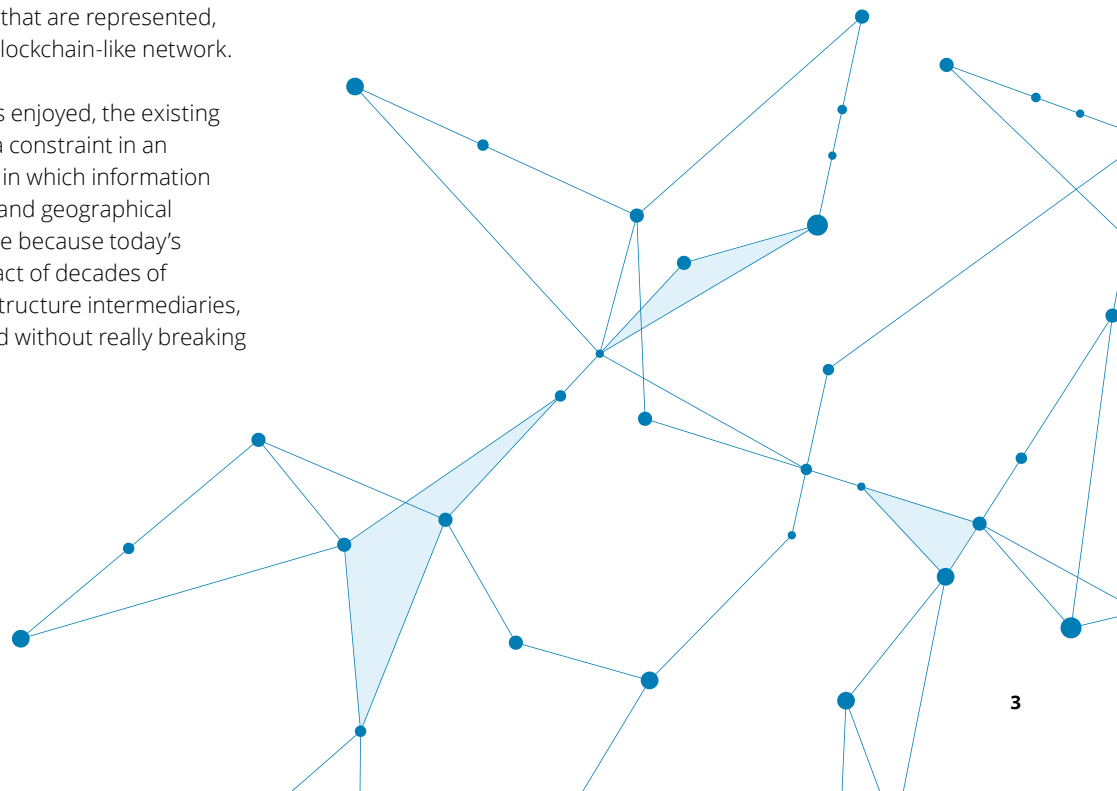 that are represented,
lockchain-like network.
s enjoyed, the existing
a constraint in an
in which information
and geographical
e because today's
act of decades of
structure intermediaries,
d without really breaking
3